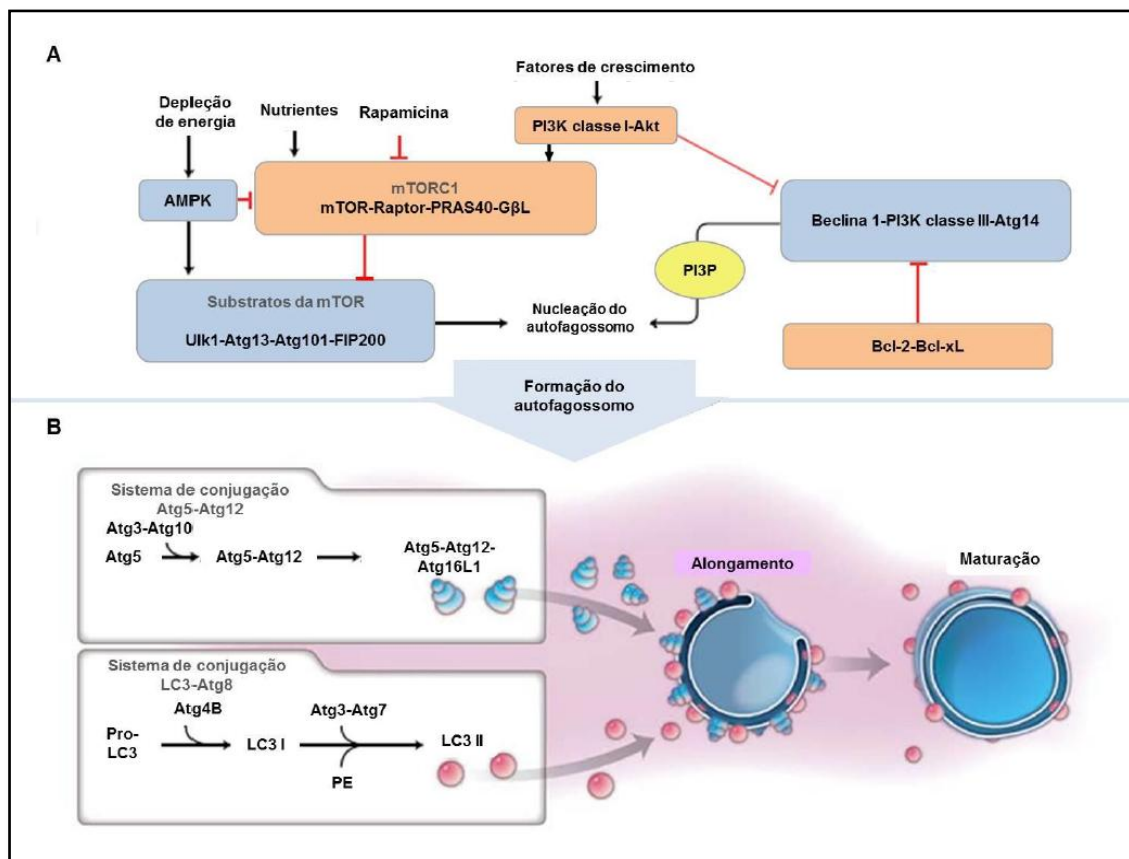 A
Fatores de crescimento
Depleção
de energia
Nutrientes
Rapamicina
PI3K classe I-Akt
AMPK
mTORC1
mTOR-Raptor-PRAS40-GβL
Beclina 1-PI3K classe III-Atg14
PI3P
Substratos da mTOR
Ulk1-Atg13-Atg101-FIP200
Nucleação do
autofagossomo
Bcl-2-Bcl-xL
Formação do
autofagossomo
B
Sistema de conjugação
Atg5-Atg12
Atg3-Atg10
Atg5
Atg5-Atg12
Atg5-Atg12-
Atg16L1
Alongamento
Maturação
Sistema de conjugação
LC3-Atg8
Atg4B
Atg3-Atg7
Pro-
LC3
LC3 I
LC3 II
PE